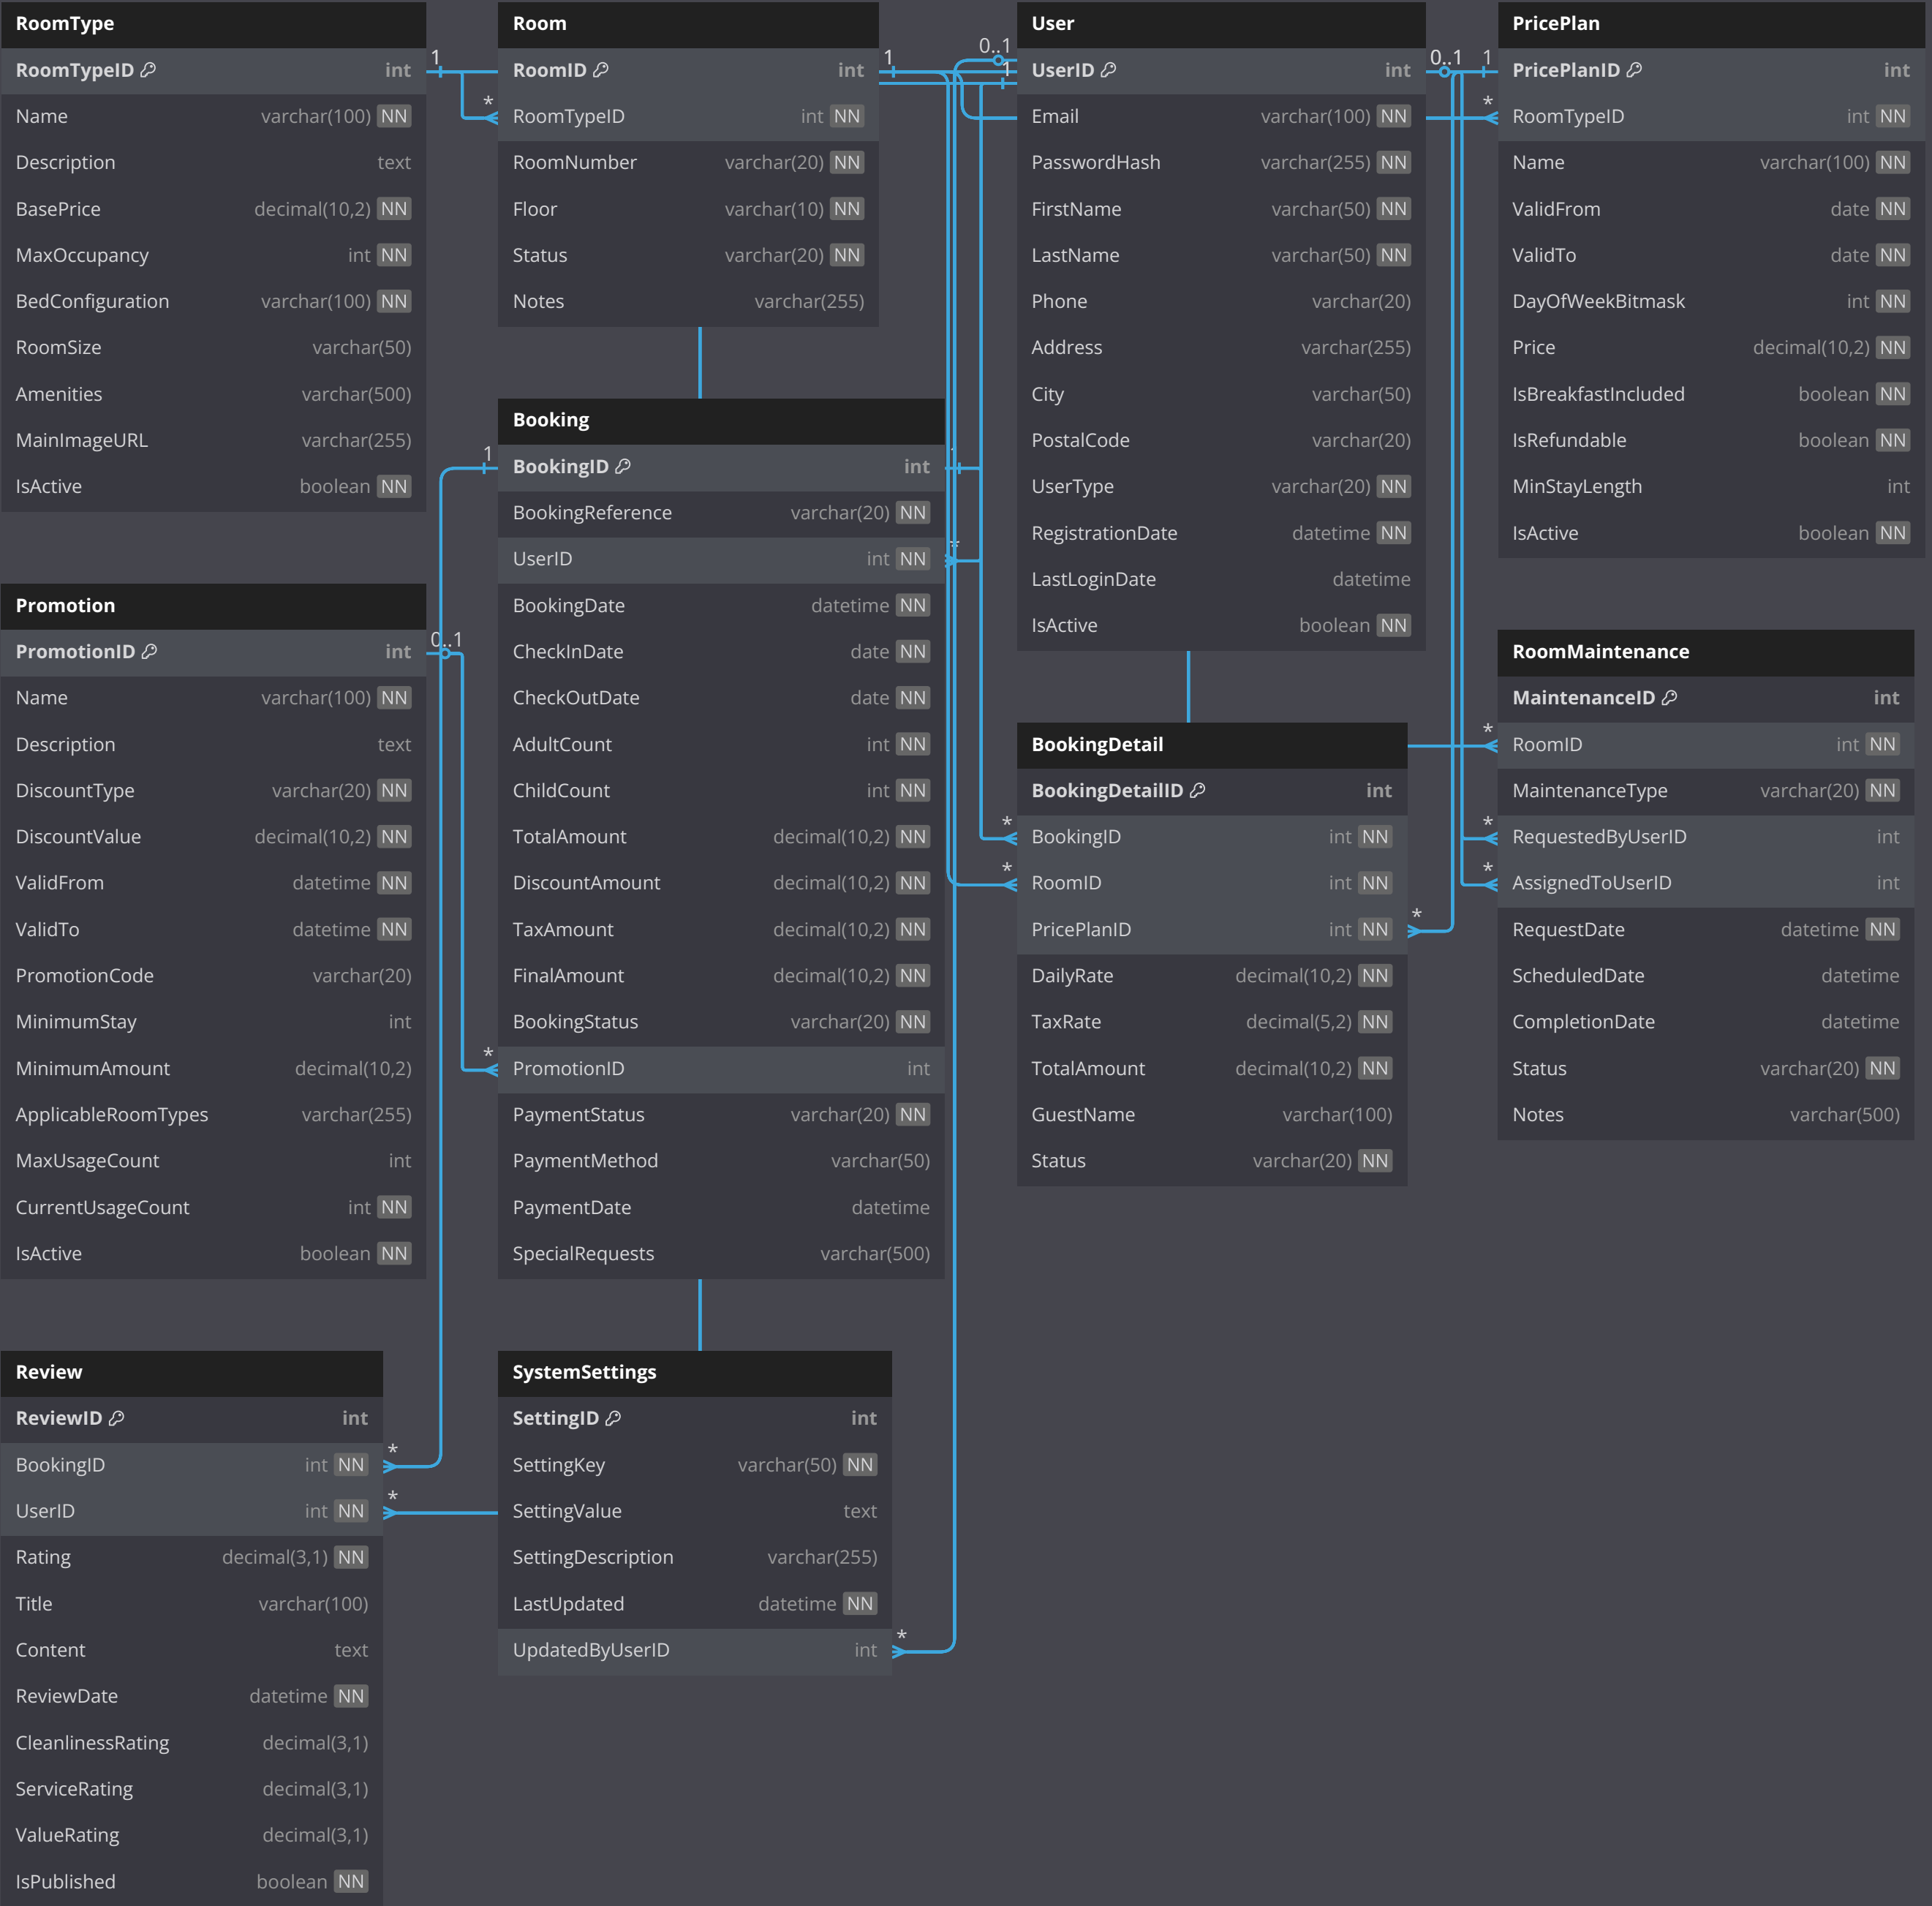 RoomType
RoomTypeID int
Name varchar(100) NN
Description text
BasePrice decimal(10,2) NN
MaxOccupancy int NN
BedConfiguration varchar(100) NN
RoomSize varchar(50)
Amenities varchar(500)
MainImageURL varchar(255)
IsActive boolean NN
1
*
Room
RoomID int
RoomTypeID int NN
RoomNumber varchar(20) NN
Floor varchar(10) NN
Status varchar(20) NN
Notes varchar(255)
1
0..1
1
User
UserID int
Email varchar(100) NN
PasswordHash varchar(255) NN
FirstName varchar(50) NN
LastName varchar(50) NN
Phone varchar(20)
Address varchar(255)
City varchar(50)
PostalCode varchar(20)
UserType varchar(20) NN
RegistrationDate datetime NN
LastLoginDate datetime
IsActive boolean NN
0..1
1
*
PricePlan
PricePlanID int
RoomTypeID int NN
Name varchar(100) NN
ValidFrom date NN
ValidTo date NN
DayOfWeekBitmask int NN
Price decimal(10,2) NN
IsBreakfastIncluded boolean NN
IsRefundable boolean NN
MinStayLength int
IsActive boolean NN
Promotion
PromotionID int
Name varchar(100) NN
Description text
DiscountType varchar(20) NN
DiscountValue decimal(10,2) NN
ValidFrom datetime NN
ValidTo datetime NN
PromotionCode varchar(20)
MinimumStay int
MinimumAmount decimal(10,2)
ApplicableRoomTypes varchar(255)
MaxUsageCount int
CurrentUsageCount int NN
IsActive boolean NN
0..1
1
*
Booking
BookingID int
BookingReference varchar(20) NN
UserID int NN
BookingDate datetime NN
CheckInDate date NN
CheckOutDate date NN
AdultCount int NN
ChildCount int NN
TotalAmount decimal(10,2) NN
DiscountAmount decimal(10,2) NN
TaxAmount decimal(10,2) NN
FinalAmount decimal(10,2) NN
BookingStatus varchar(20) NN
PromotionID int
PaymentStatus varchar(20) NN
PaymentMethod varchar(50)
PaymentDate datetime
SpecialRequests varchar(500)
1
*
*
*
BookingDetail
BookingDetailID int
BookingID int NN
RoomID int NN
PricePlanID int NN
DailyRate decimal(10,2) NN
TaxRate decimal(5,2) NN
TotalAmount decimal(10,2) NN
GuestName varchar(100)
Status varchar(20) NN
*
*
*
*
RoomMaintenance
MaintenanceID int
RoomID int NN
MaintenanceType varchar(20) NN
RequestedByUserID int
AssignedToUserID int
RequestDate datetime NN
ScheduledDate datetime
CompletionDate datetime
Status varchar(20) NN
Notes varchar(500)
Review
ReviewID int
BookingID int NN
UserID int NN
Rating decimal(3,1) NN
Title varchar(100)
Content text
ReviewDate datetime NN
CleanlinessRating decimal(3,1)
ServiceRating decimal(3,1)
ValueRating decimal(3,1)
IsPublished boolean NN
*
*
SystemSettings
SettingID int
SettingKey varchar(50) NN
SettingValue text
SettingDescription varchar(255)
LastUpdated datetime NN
UpdatedByUserID int
*